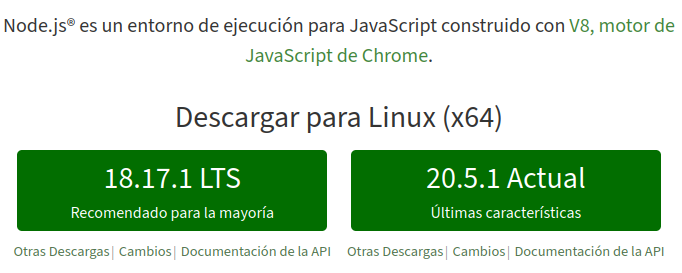 Node.js® es un entorno de ejecución para JavaScript construido con V8, motor de
JavaScript de Chrome.
Descargar para Linux (x64)
18.17.1 LTS
Recomendado para la mayoría
20.5.1 Actual
Últimas características
Otras Descargas| Cambios| Documentación de la API
Otras Descargas| Cambios| Documentación de la API